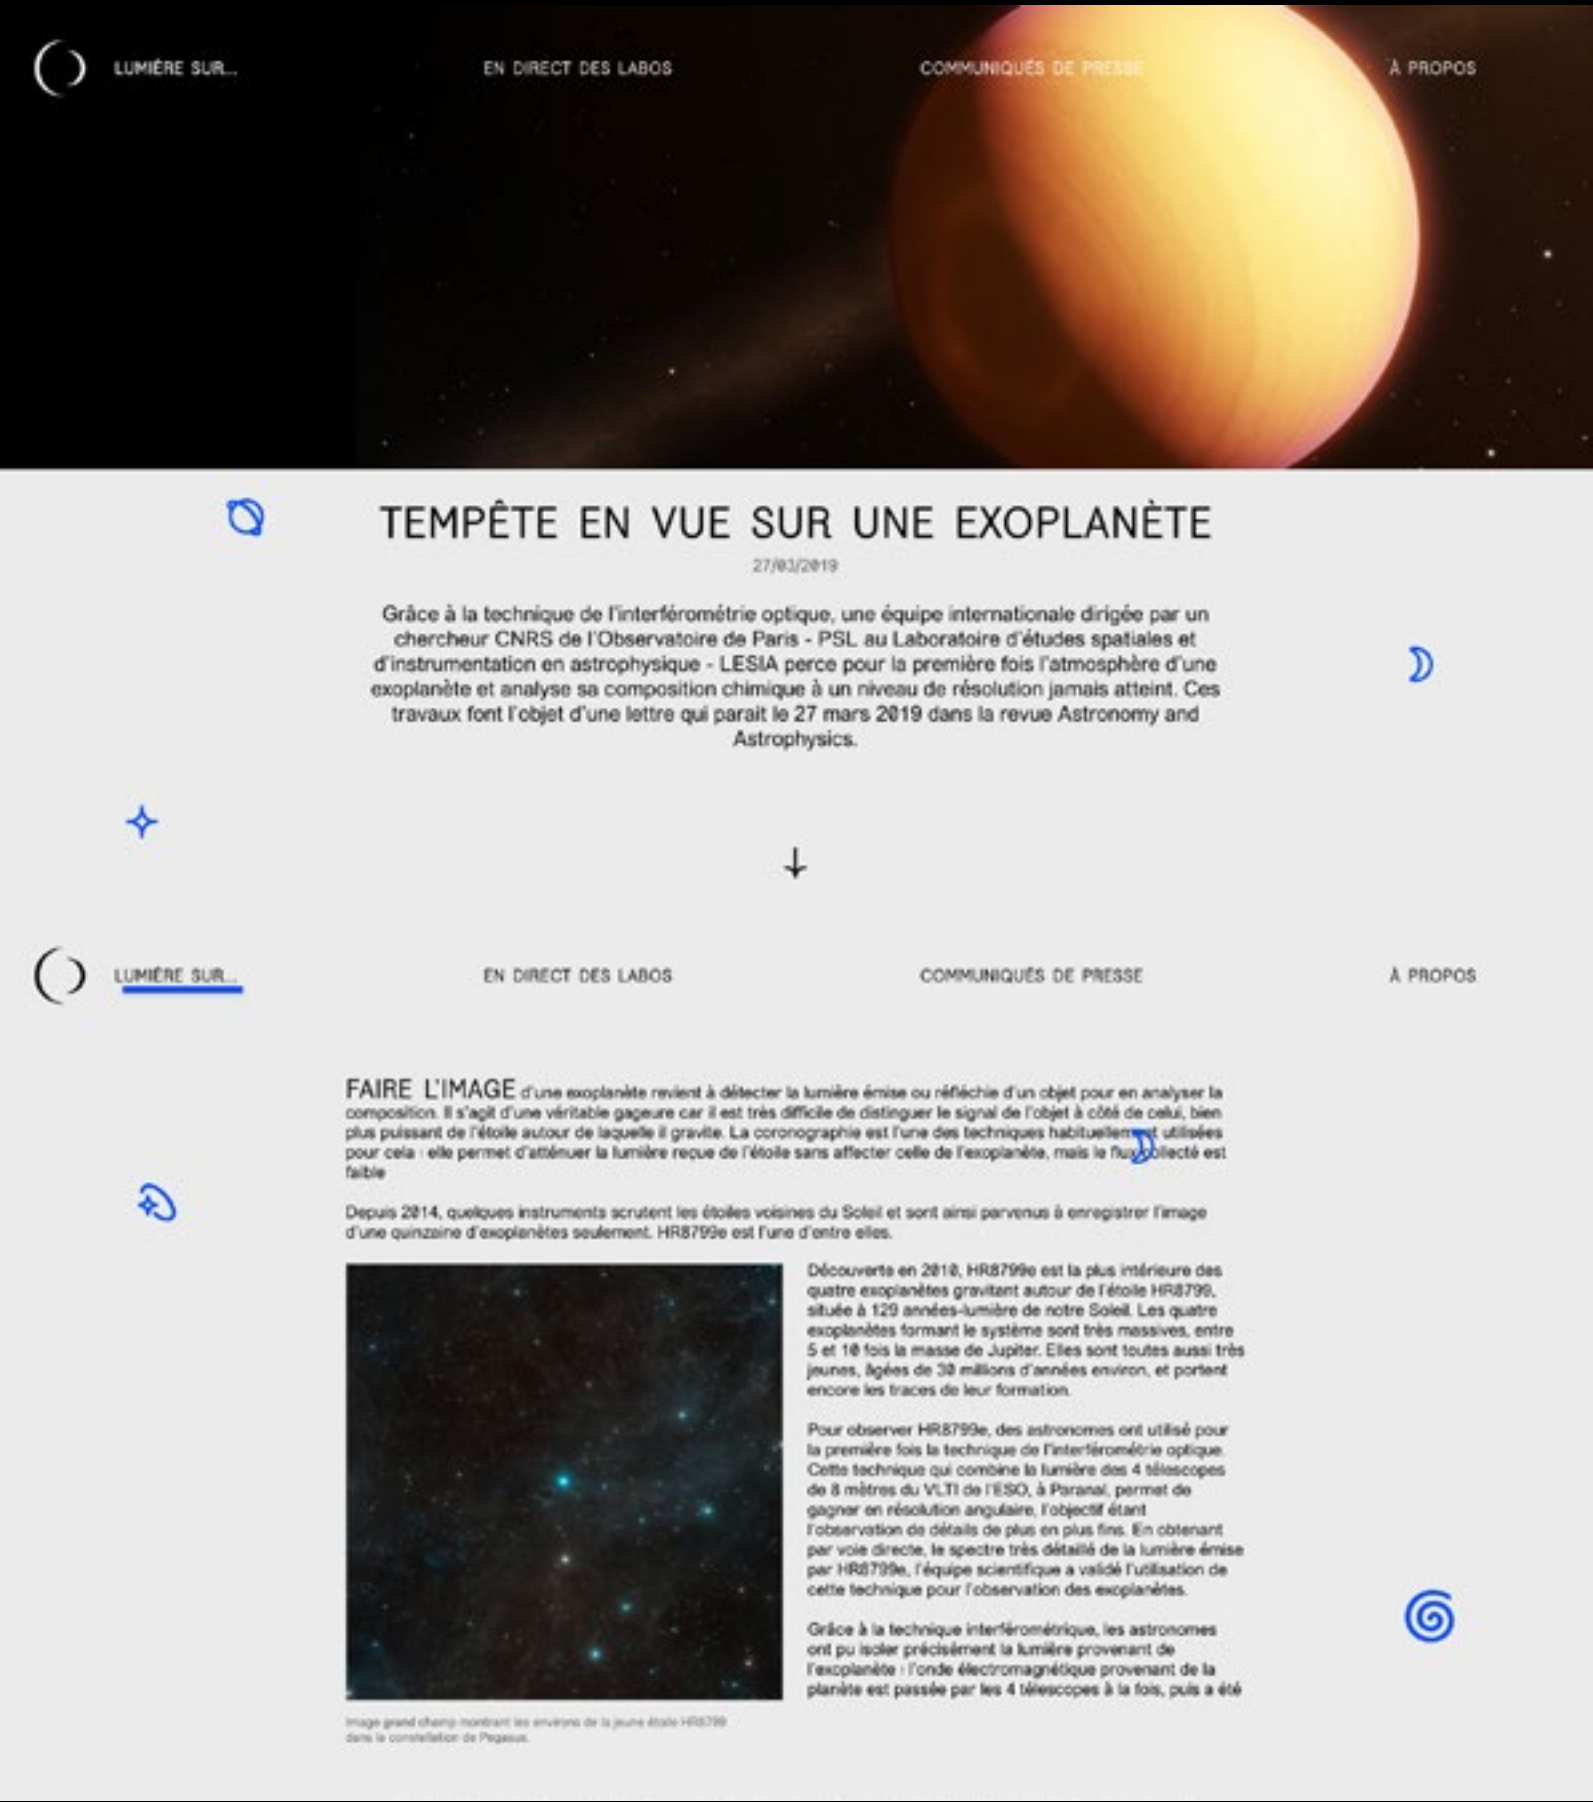 LUMIÈRE SUR...
EN DIRECT DES LABOS
COMMUNIQUÉS DE PRESSE
À PROPOS
TEMPÊTE EN VUE SUR UNE EXOPLANÈTE
27/03/2019
Grâce à la technique de l'interférométrie optique, une équipe internationale dirigée par un
chercheur CNRS de l'Observatoire de Paris - PSL au Laboratoire d'études spatiales et
d'instrumentation en astrophysique - LESIA perce pour la première fois l'atmosphère d'une
exoplanète et analyse sa composition chimique à un niveau de résolution jamais atteint. Ces
travaux font l'objet d'une lettre qui parait le 27 mars 2019 dans la revue Astronomy and
Astrophysics.
LUMIÈRE SUR...
EN DIRECT DES LABOS
COMMUNIQUÉS DE PRESSE
À PROPOS
FAIRE L'IMAGE d'une exoplanète revient à détecter la lumière émise ou réfléchie d'un objet pour en analyser la
composition. Il s'agit d'une véritable gageure car il est très difficile de distinguer le signal de l'objet à côté de celui, bien
plus puissant de l'étoile autour de laquelle il gravite. La coronographie est l'une des techniques habituellement utilisées
pour cela : elle permet d'atténuer la lumière reçue de l'étoile sans affecter celle de l'exoplanète, mais le flux collecté est
faible
Depuis 2014, quelques instruments scrutent les étoiles voisines du Soleil et sont ainsi parvenus à enregistrer l'image
d'une quinzaine d'exoplanètes seulement. HR8799e est l'une d'entre elles.
Découverte en 2010, HR8799e est la plus intérieure des
quatre exoplanètes gravitant autour de l'étoile HR8799,
située à 129 années-lumière de notre Soleil. Les quatre
exoplanètes formant le système sont très massives, entre
5 et 10 fois la masse de Jupiter. Elles sont toutes aussi très
jeunes, âgées de 30 millions d'années environ, et portent
encore les traces de leur formation.
Pour observer HR8799e, des astronomes ont utilisé pour
la première fois la technique de l'interférométrie optique.
Cette technique qui combine la lumière des 4 télescopes
de 8 mètres du VLTI de l'ESO, à Paranal, permet de
gagner en résolution angulaire, l'objectif étant
l'observation de détails de plus en plus fins. En obtenant
par voie directe, le spectre très détaillé de la lumière émise
par HR8799e, l'équipe scientifique a validé l'utilisation de
cette technique pour l'observation des exoplanètes.
Grâce à la technique interférométrique, les astronomes
ont pu isoler précisément la lumière provenant de
l'exoplanète : l'onde électromagnétique provenant de la
planète est passée par les 4 télescopes à la fois, puis a été
Image grand champ montrant les environs de la jeune étoile HR8799
dans la constellation de Pegasus.